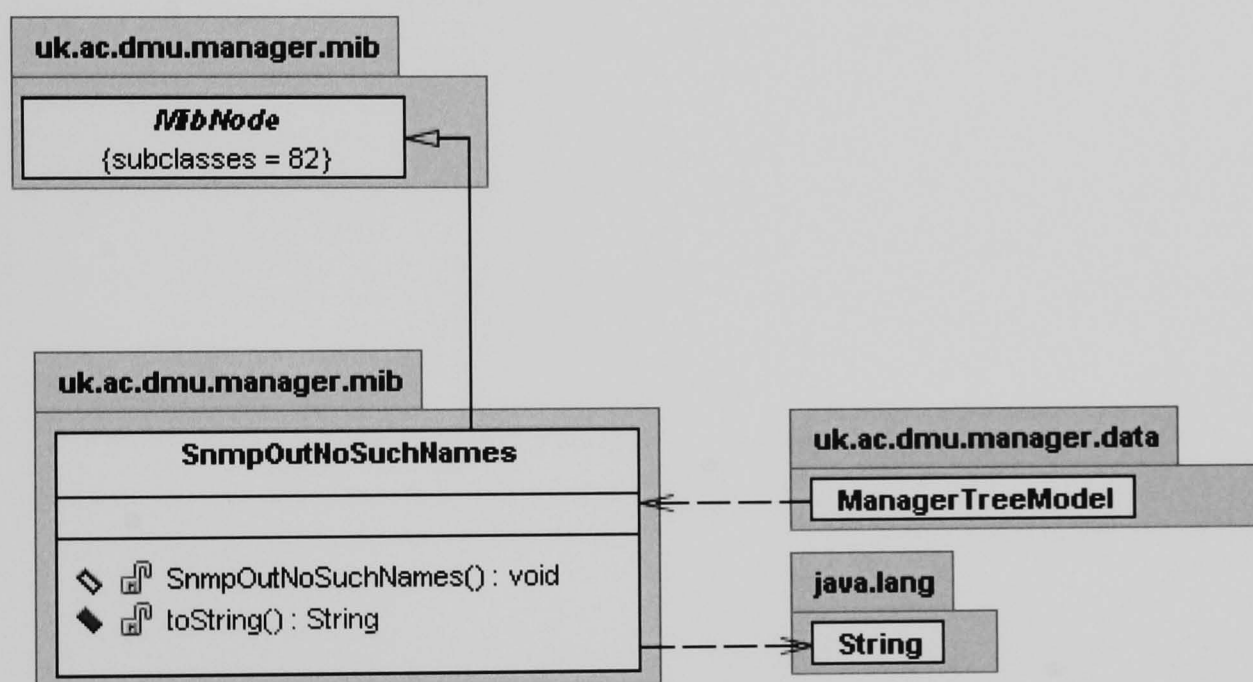 uk.ac.dmu.manager.mib
MibNode
{subclasses = 82}
uk.ac.dmu.manager.mib
SnmpOutNoSuchNames
SnmpOutNoSuchNames() : void
toString() : String
uk.ac.dmu.manager.data
ManagerTreeModel
java.lang
String